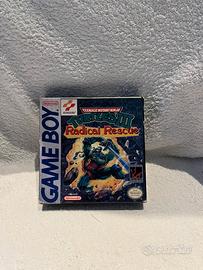 KONAMI
TEENAGE MUTANT NINJA
TURTLES III
Radical Rescue
GAME BOY
Nintendo